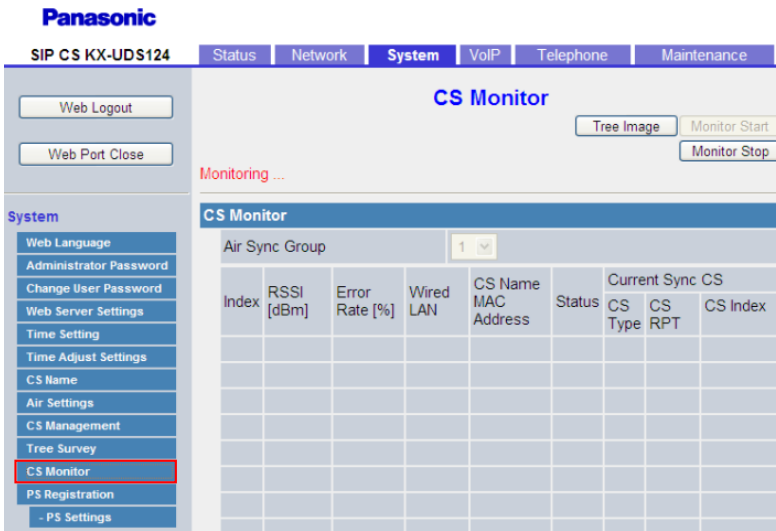 Panasonic
SIP CS KX-UDS124
Status Network System VoIP Telephone Maintenance
Web Logout
Web Port Close
CS Monitor
Tree Image Monitor Start
Monitor Stop
Monitoring ...
System
Web Language
Administrator Password
Change User Password
Web Server Settings
Time Setting
Time Adjust Settings
CS Name
Air Settings
CS Management
Tree Survey
CS Monitor
PS Registration
- PS Settings
CS Monitor
Air Sync Group 1
Index
RSSI
[dBm]
Error
Rate [%]
Wired
LAN
CS Name
MAC
Address
Status
Current Sync CS
CS
Type
CS
RPT
CS Index